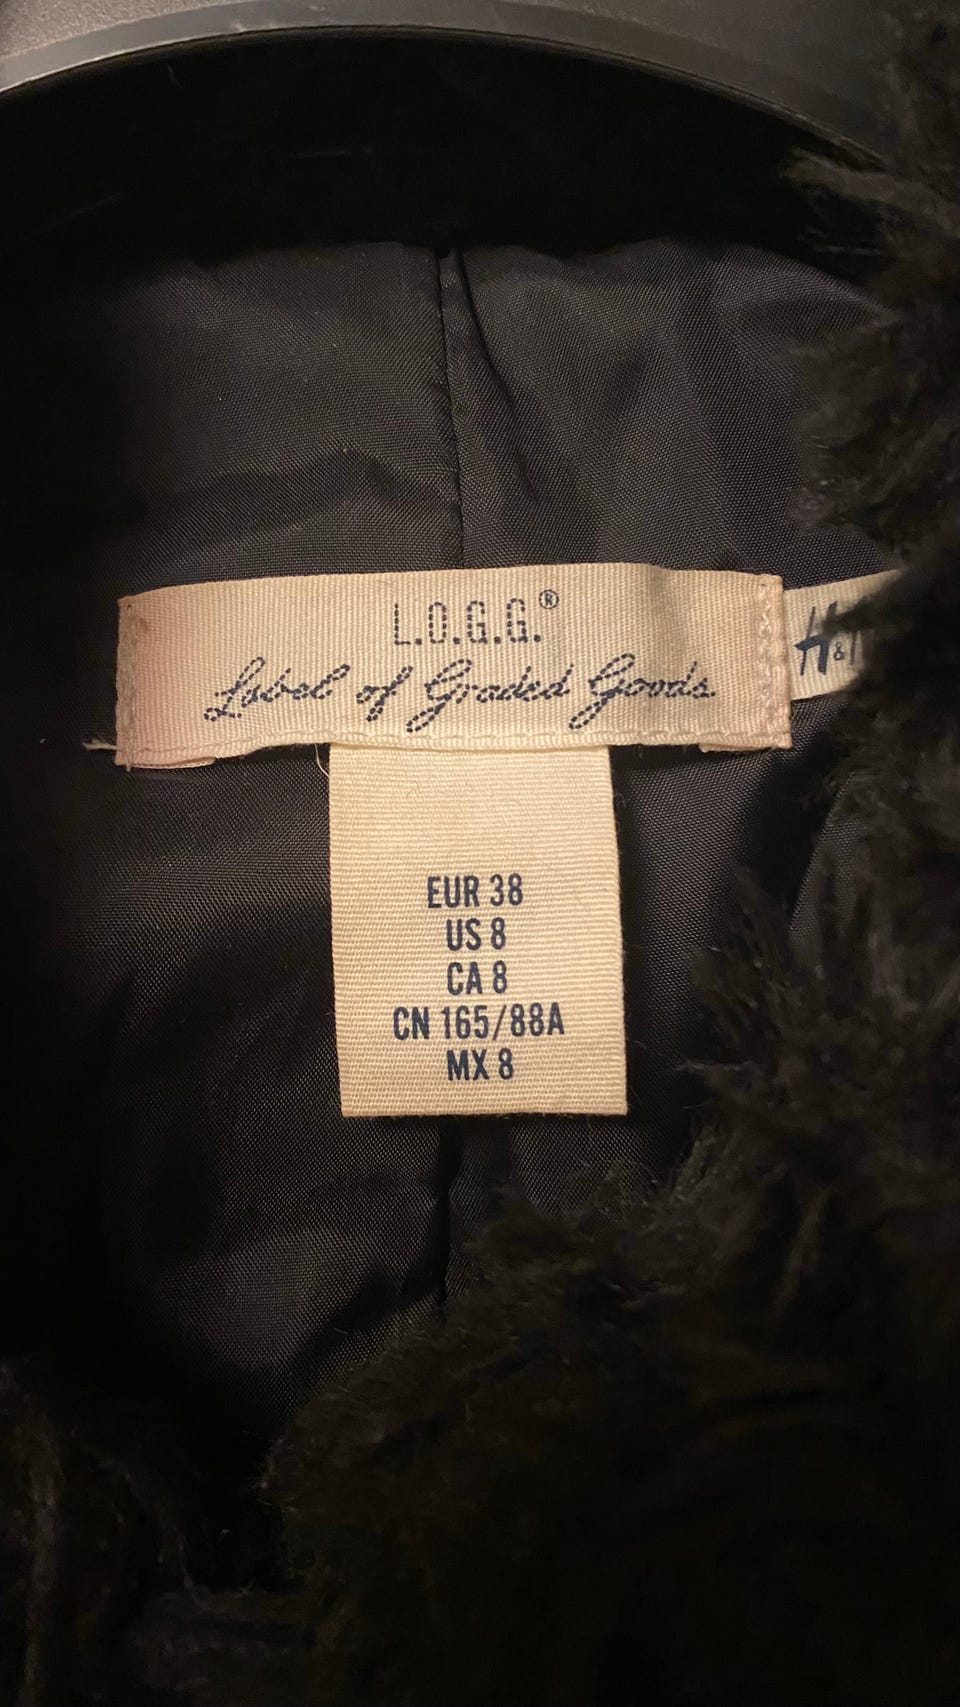 L.O.G.G.®
Label of Graded Goods
H&
EUR 38
US 8
CA 8
CN 165/88A
MX 8